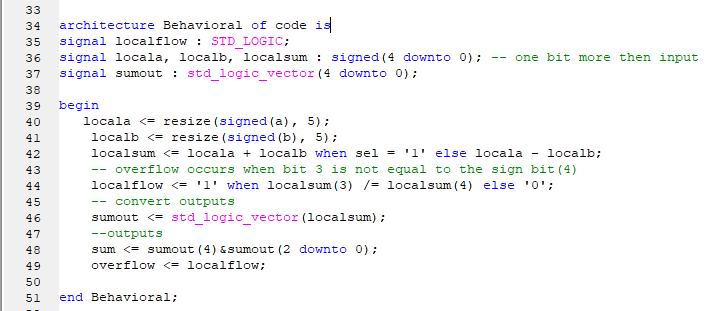 33
34 architecture Behavioral of code is
35 signal localflow : STD_LOGIC;
36 signal locala, localb, localsum : signed(4 downto 0); -- one bit more then input
37 signal sumout : std_logic_vector(4 downto 0);
38
39 begin
40 locala <= resize(signed(a), 5);
41 localb <= resize(signed(b), 5);
42 localsum <= locala + localb when sel = '1' else locala - localb;
43 -- overflow occurs when bit 3 is not equal to the sign bit(4)
44 localflow <= '1' when localsum(3) /= localsum(4) else '0';
45 -- convert outputs
46 sumout <= std_logic_vector(localsum);
47 --outputs
48 sum <= sumout(4)&sumout(2 downto 0);
49 overflow <= localflow;
50
51 end Behavioral;